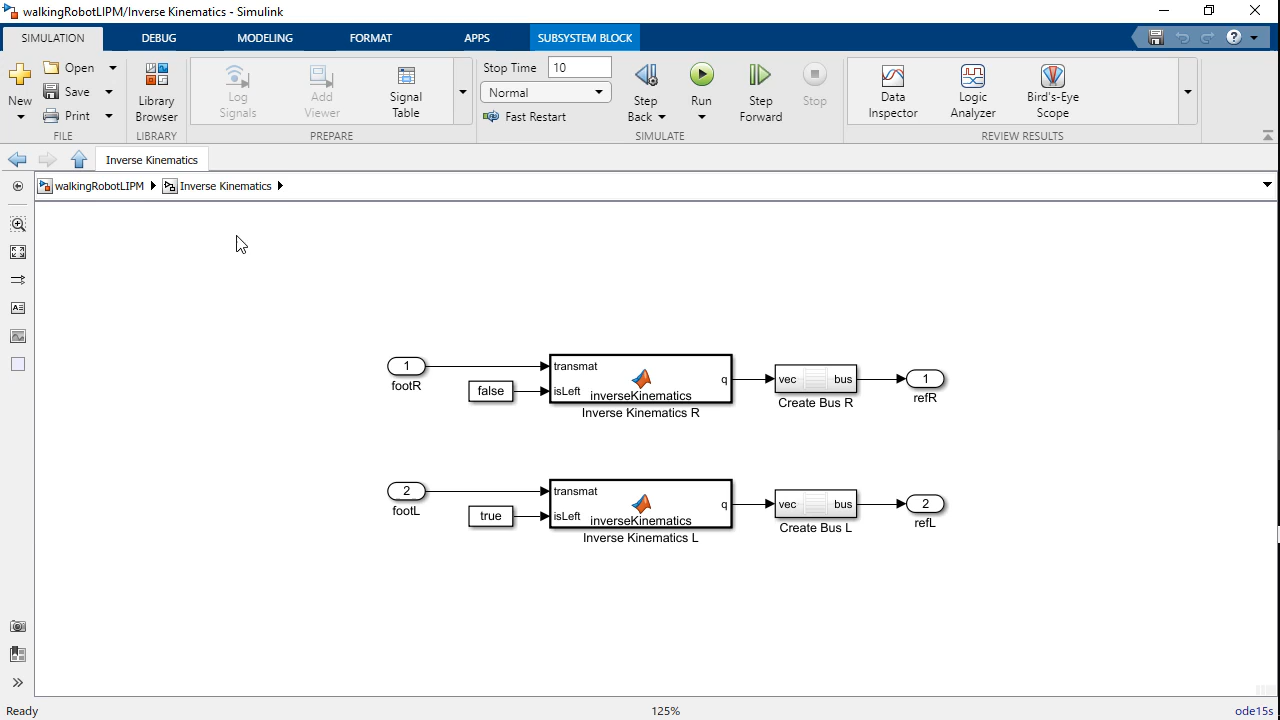 walkingRobotLIPM/Inverse Kinematics - Simulink
SIMULATION DEBUG MODELING FORMAT APPS SUBSYSTEM BLOCK
New
Open
Save
Print
FILE
Library Browser
LIBRARY
Log Signals
Add Viewer
Signal Table
PREPARE
Stop Time 10
Normal
Fast Restart
Step Back
Run
Step Forward
Stop
SIMULATE
Data Inspector
Logic Analyzer
Bird's-Eye Scope
REVIEW RESULTS
Inverse Kinematics
walkingRobotLIPM Inverse Kinematics
1
footR
false
transmat
isLeft
q
inverseKinematics
Inverse Kinematics R
vec bus
Create Bus R
1
refR
2
footL
true
transmat
isLeft
q
inverseKinematics
Inverse Kinematics L
vec bus
Create Bus L
2
refL
Ready 125% ode15s